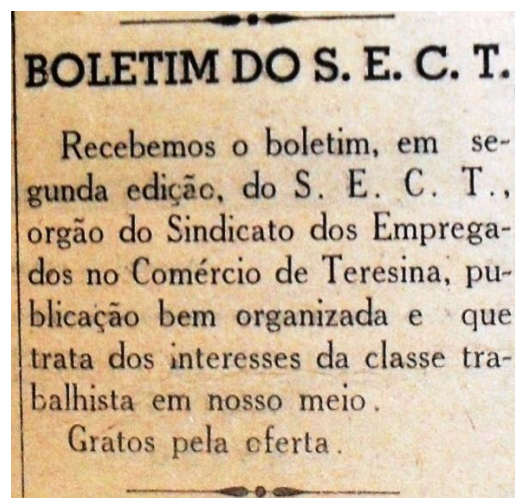 BOLETIM DO S. E. C. T.
Recebemos o boletim, em se-
gunda edição, do S. E. C. T.,
orgão do Sindicato dos Emprega-
dos no Comércio de Teresina, pu-
blicação bem organizada e que
trata dos interesses da classe tra-
balhista em nosso meio.
Gratos pela oferta.